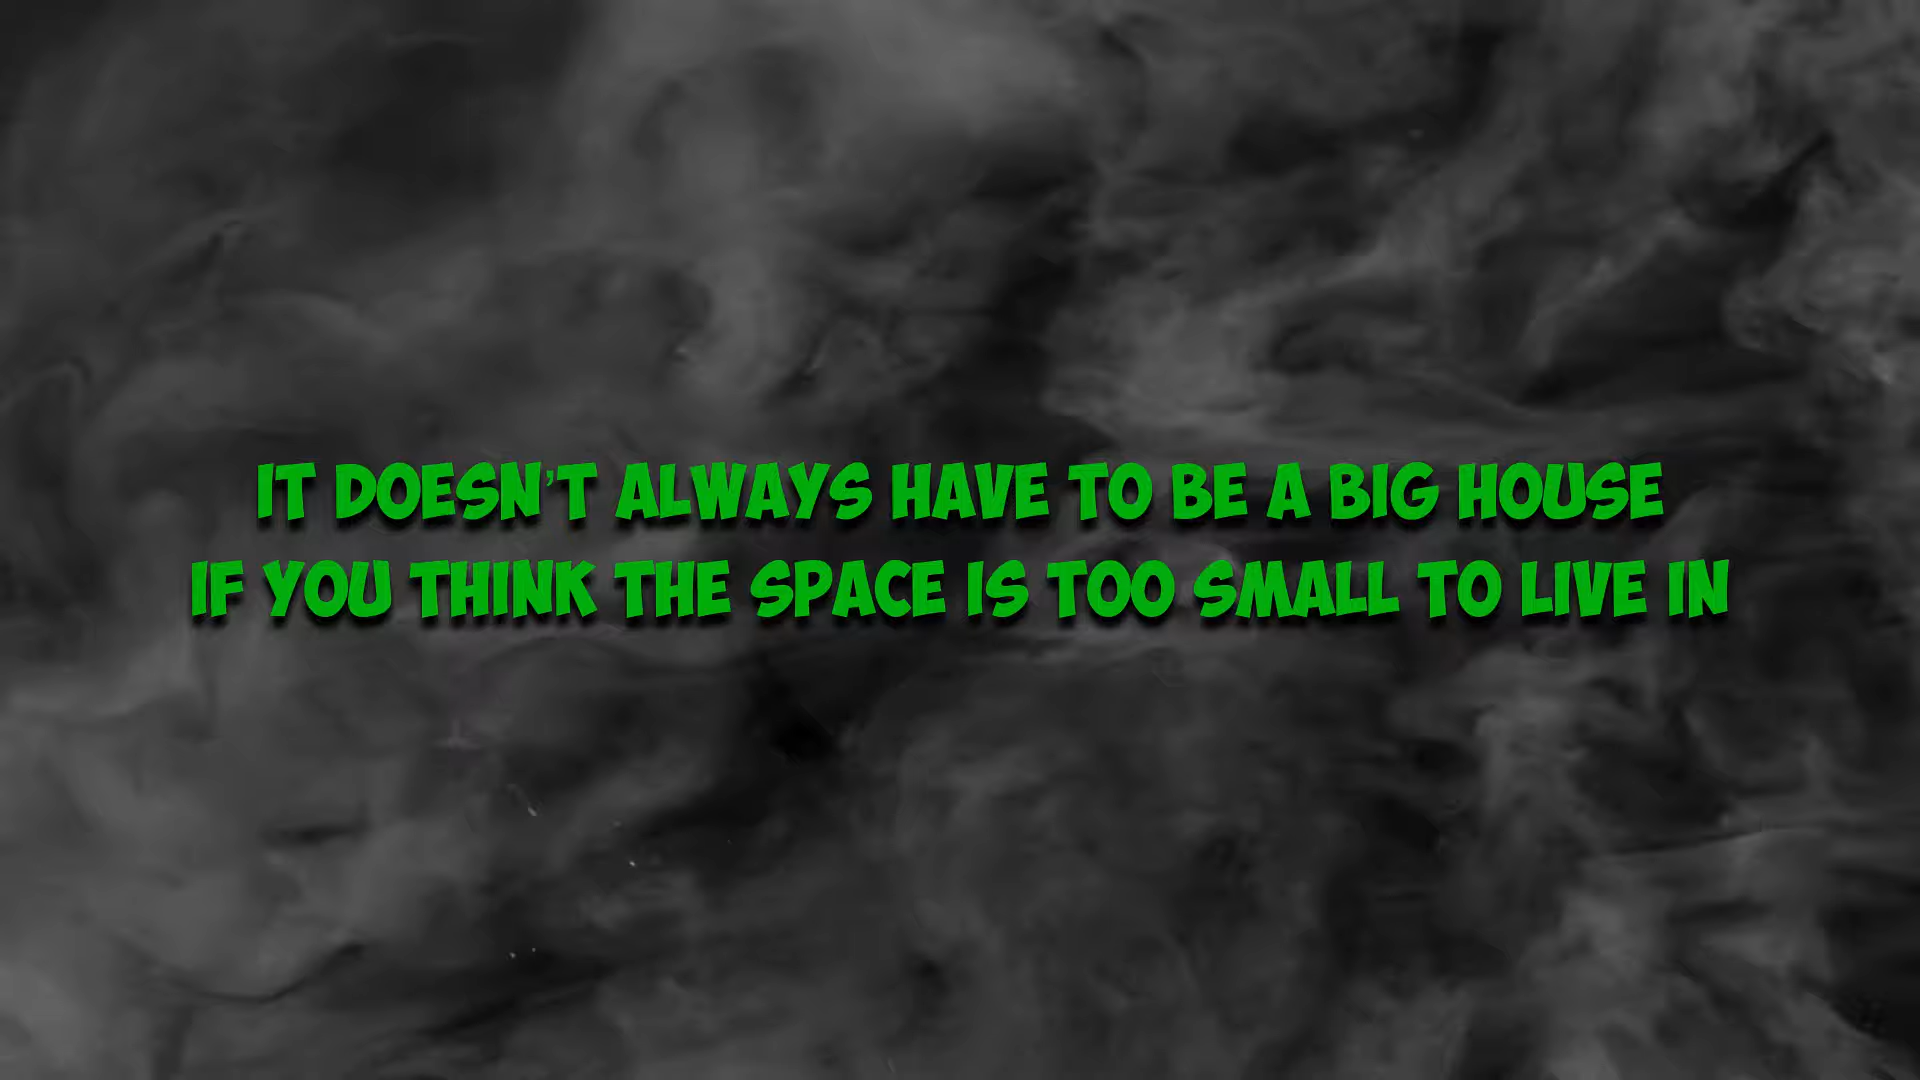 IT DOESN'T ALWAYS HAVE TO BE A BIG HOUSE
IF YOU THINK THE SPACE IS TOO SMALL TO LIVE IN